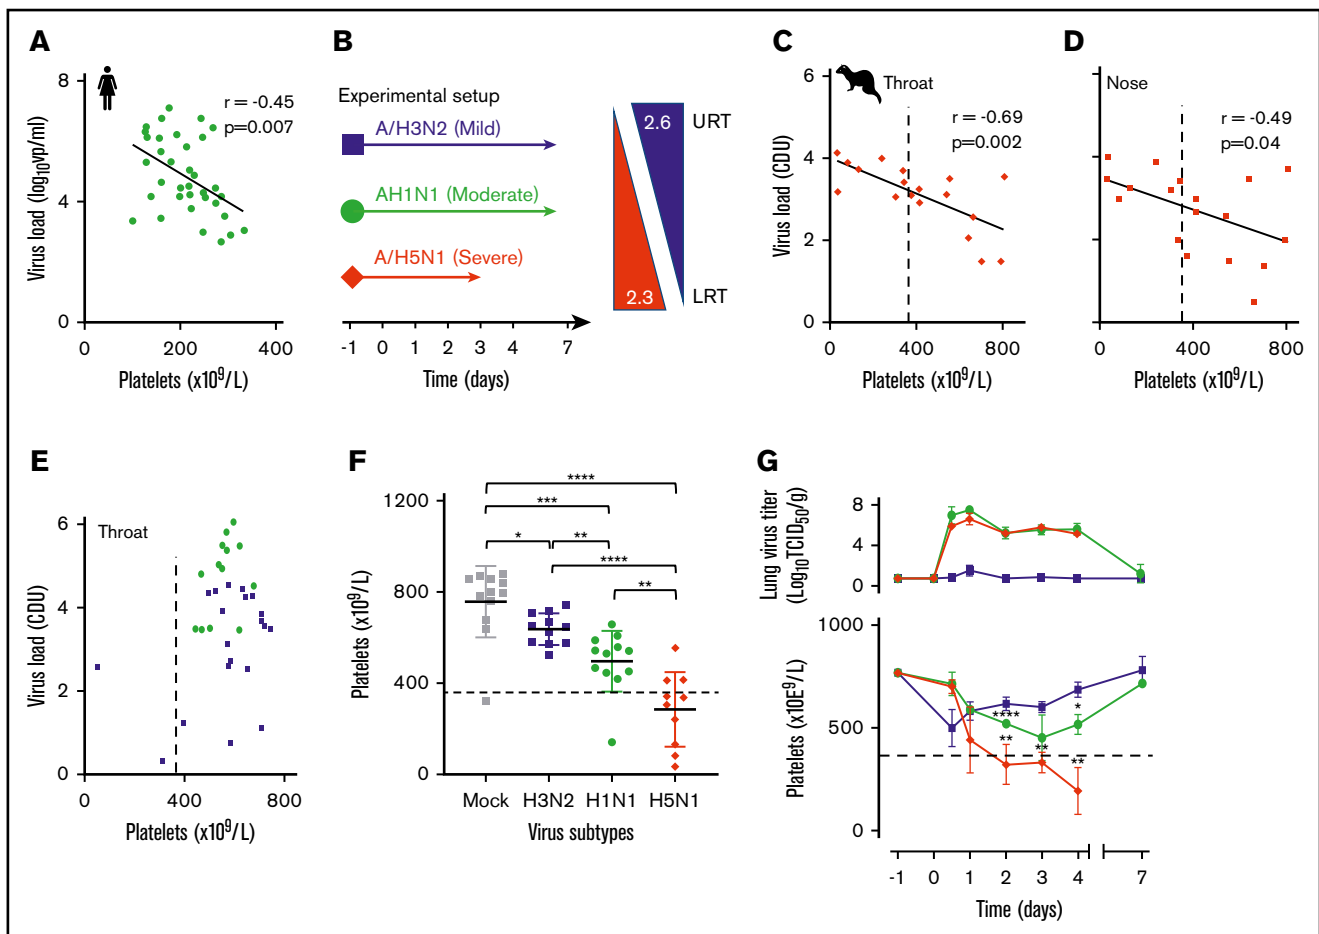 A
8
4
0
0
200
400
r = -0.45
p=0.007
Virus load (log10vp/ml)
Platelets (x10⁹/L)
B
Experimental setup
A/H3N2 (Mild)
AH1N1 (Moderate)
A/H5N1 (Severe)
2.6
URT
2.3
LRT
-1 0 1 2 3 4 7
Time (days)
C
Throat
6
4
2
0
0
400
800
r = -0.69
p=0.002
Virus load (CDU)
Platelets (x10⁹/L)
D
Nose
r = -0.49
p=0.04
0
400
800
Platelets (x10⁹/L)
E
Throat
6
4
2
0
0
400
800
Virus load (CDU)
Platelets (x10⁹/L)
F
****
***
* **
****
**
1200
800
400
0
Platelets (x10⁹/L)
Mock H3N2 H1N1 H5N1
Virus subtypes
G
8
4
0
Lung virus titer
(Log10TCID50/g)
1000
500
0
Platelets (x10E⁹/L)
****
**
**
*
**
-1 0 1 2 3 4 7
Time (days)